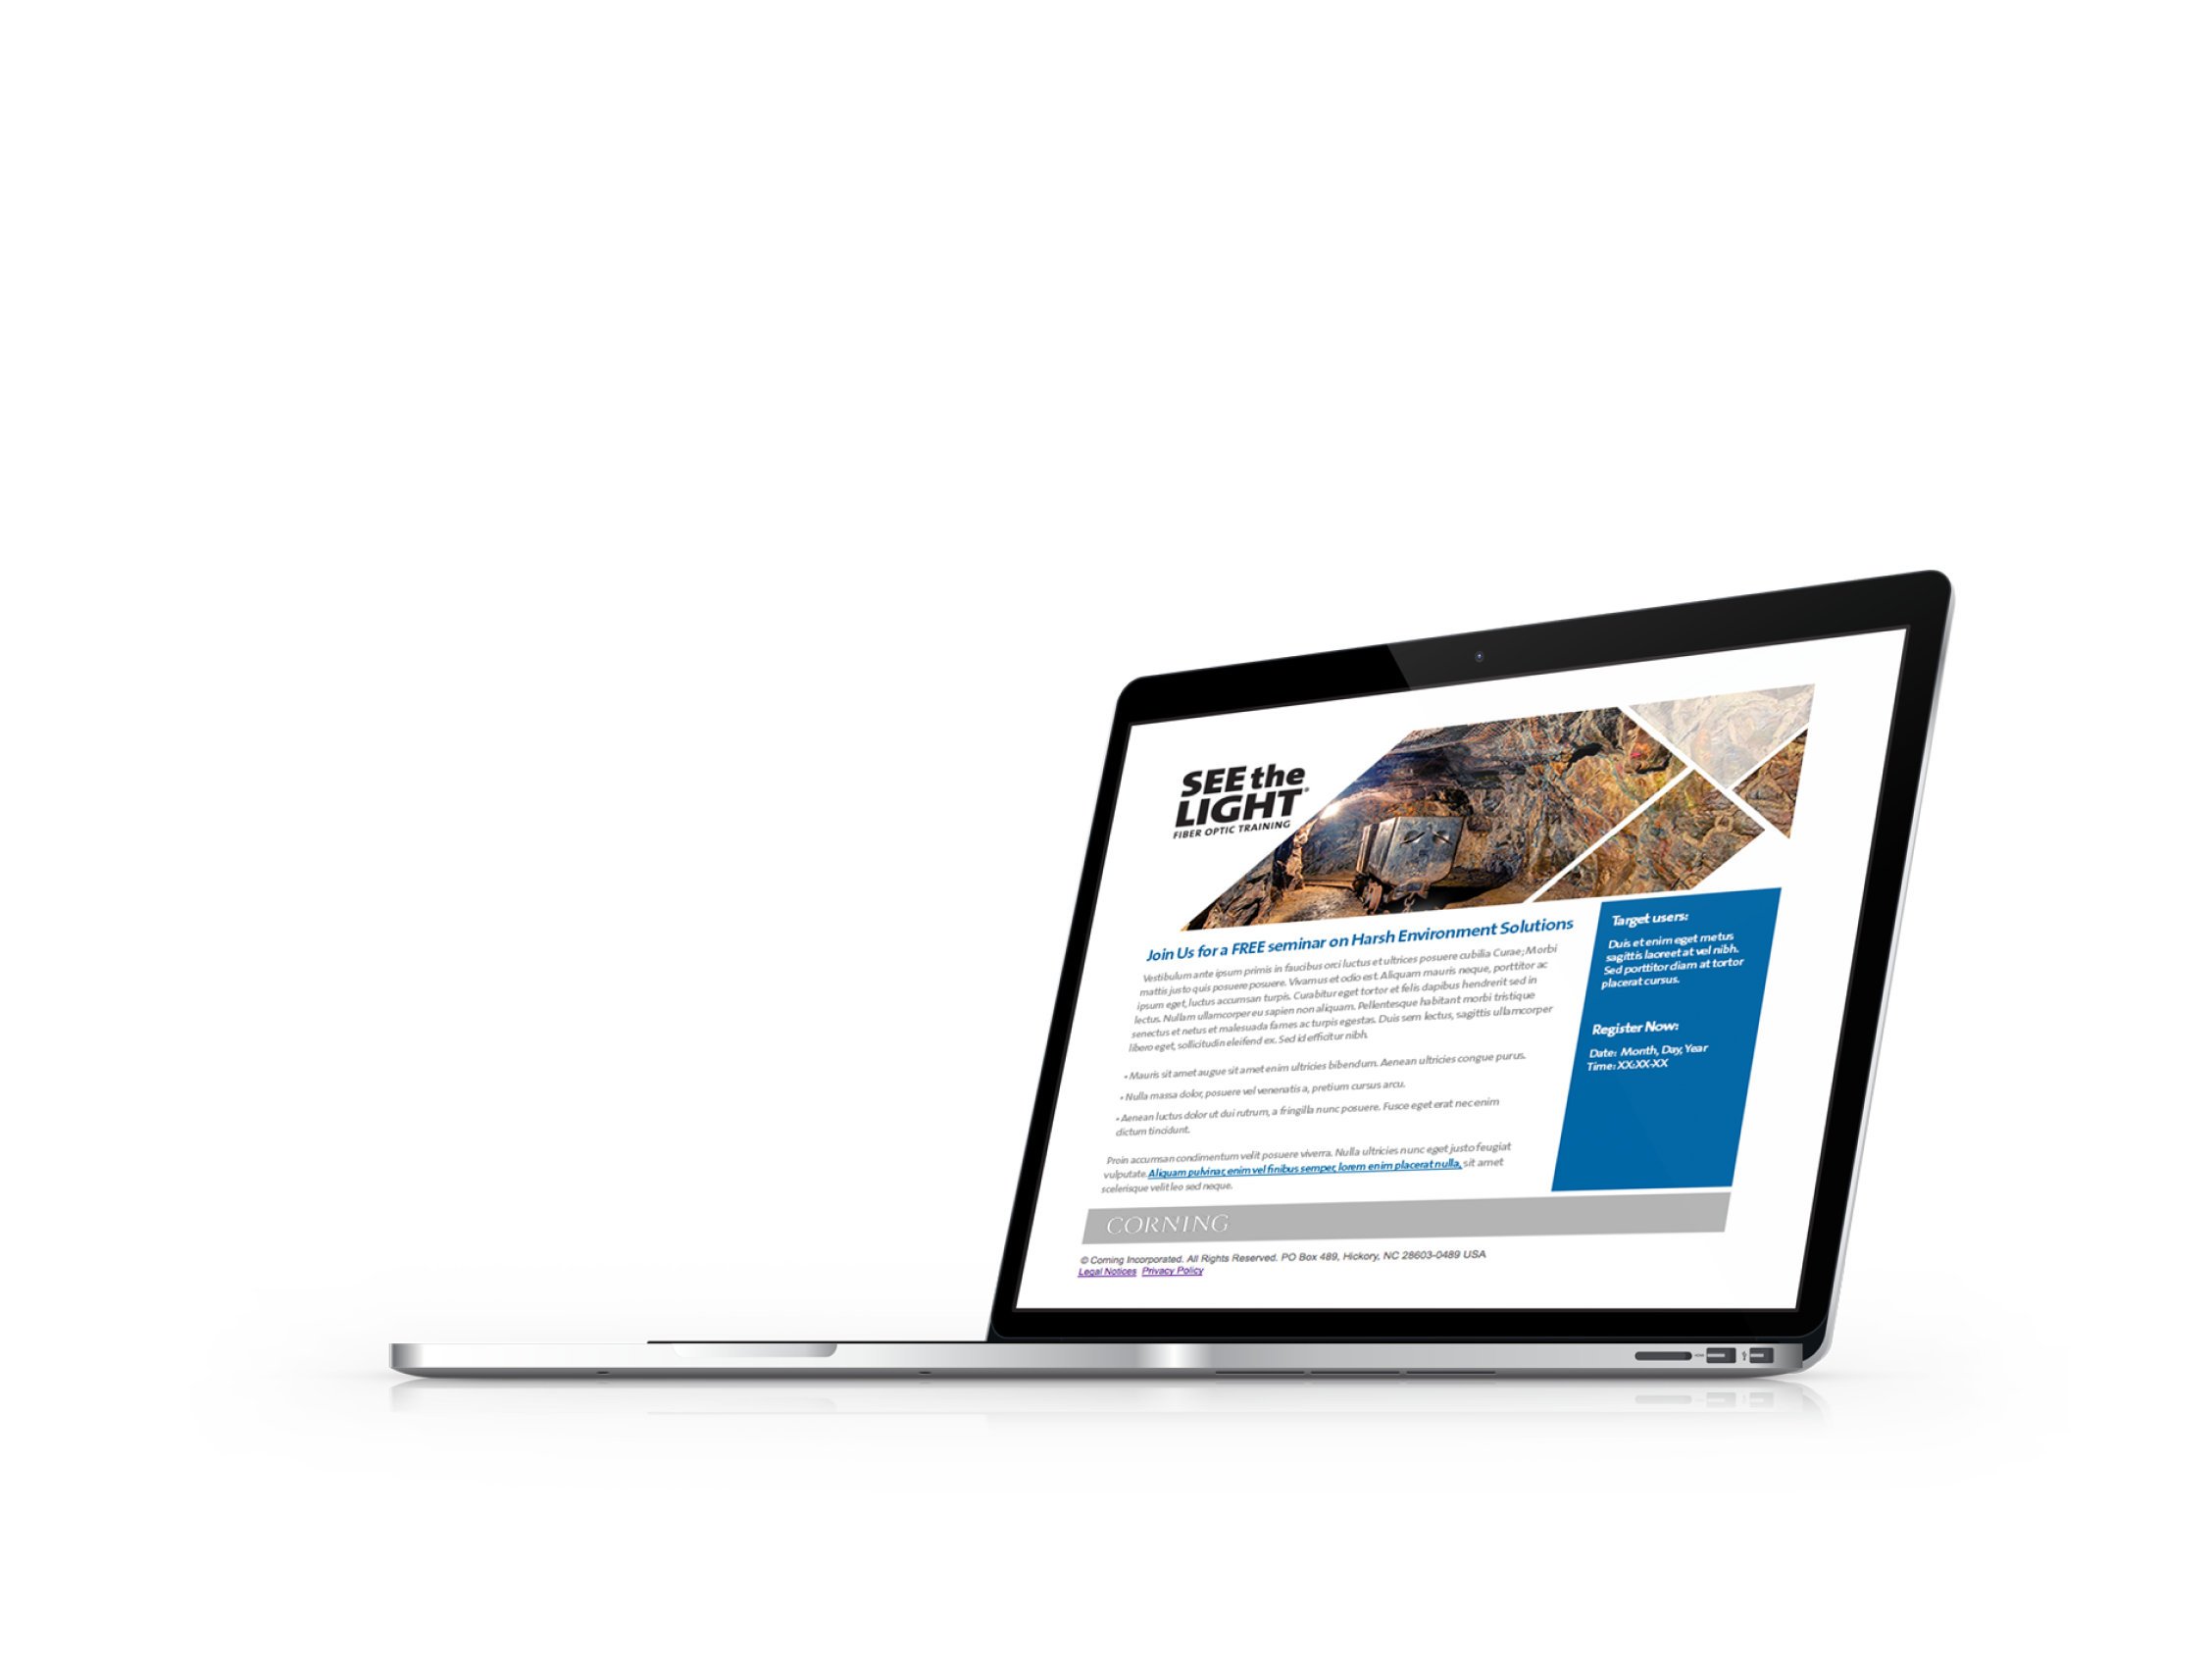 SEE the
LIGHT®
FIBER OPTIC TRAINING
Join Us for a FREE seminar on Harsh Environment Solutions
Vestibulum ante ipsum primis in faucibus orci luctus et ultrices posuere cubilia Curae; Morbi
mattis justo quis posuere posuere. Vivamus et odio est. Aliquam mauris neque, porttitor ac
ipsum eget, luctus accumsan turpis. Curabitur eget tortor et felis dapibus hendrerit sed in
lectus. Nullam ullamcorper eu sapien non aliquam. Pellentesque habitant morbi tristique
senectus et netus et malesuada fames ac turpis egestas. Duis sem lectus, sagittis ullamcorper
libero eget, sollicitudin eleifend ex. Sed id efficitur nibh.
• Mauris sit amet augue sit amet enim ultricies bibendum. Aenean ultricies congue purus.
• Nulla massa dolor, posuere vel venenatis a, pretium cursus arcu.
• Aenean luctus dolor ut dui rutrum, a fringilla nunc posuere. Fusce eget erat nec enim
dictum tincidunt.
Proin accumsan condimentum velit posuere viverra. Nulla ultricies nunc eget justo feugiat
vulputate. Aliquam pulvinar, enim vel finibus semper, lorem enim placerat nulla, sit amet
scelerisque velit leo sed neque.
Target users:
Duis et enim eget metus
sagittis laoreet at vel nibh.
Sed porttitor diam at tortor
placerat cursus.
Register Now:
Date: Month, Day, Year
Time: XX:XX-XX
CORNING
© Corning Incorporated. All Rights Reserved. PO Box 489, Hickory, NC 28603-0489 USA
Legal Notices Privacy Policy